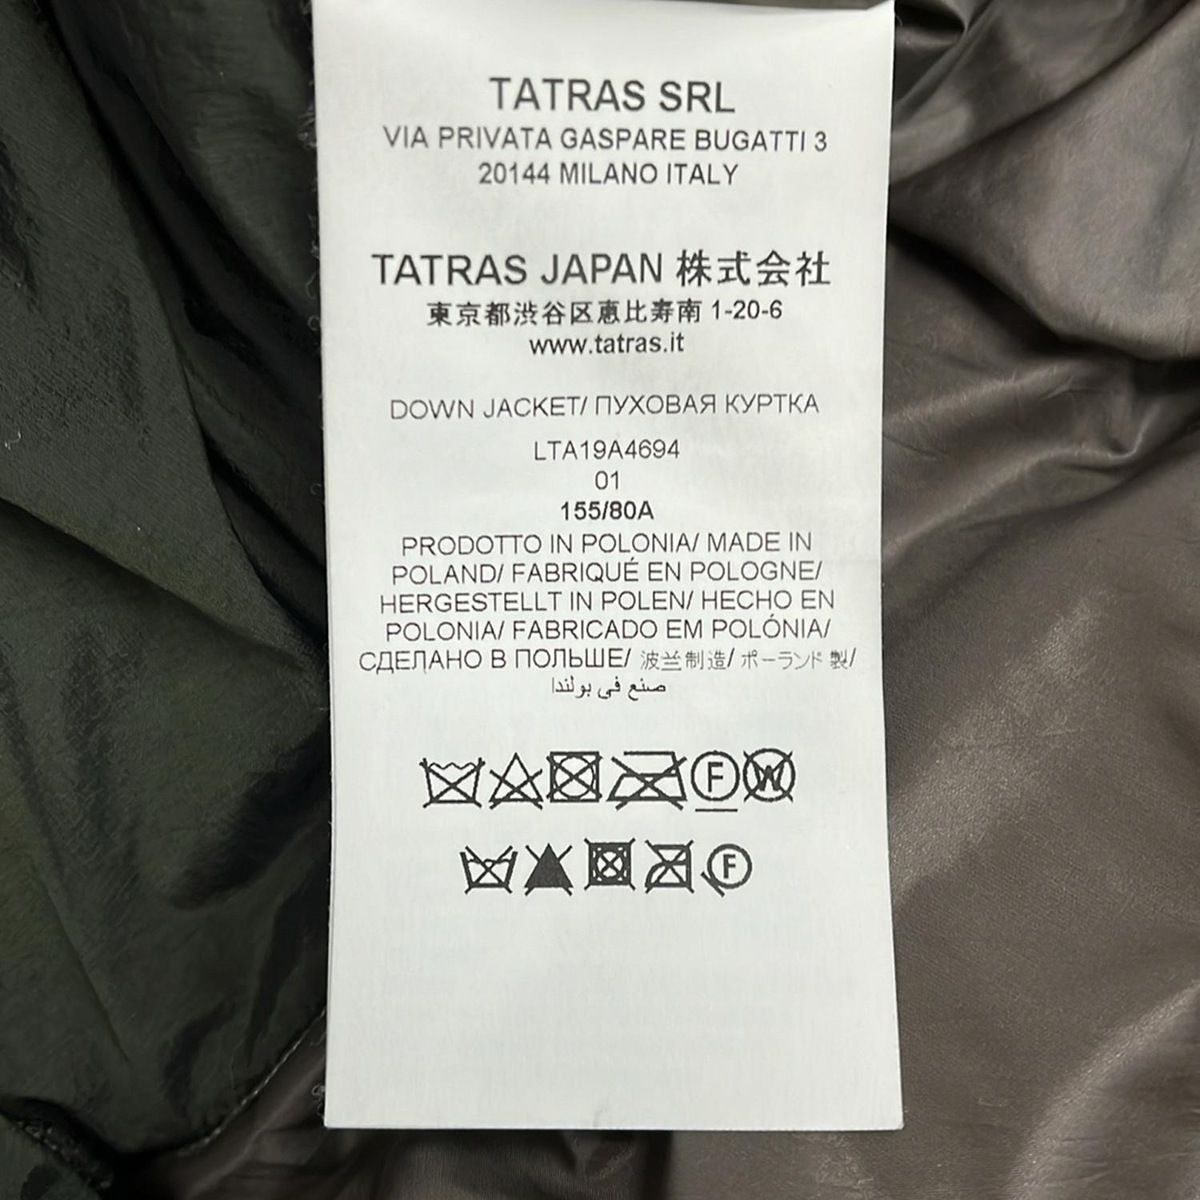 TATRAS SRL
VIA PRIVATA GASPARE BUGATTI 3
20144 MILANO ITALY
TATRAS JAPAN 株式会社
東京都渋谷区恵比寿南 1-20-6
www.tatras.it
DOWN JACKET/ ПУХОВАЯ КУРТКА
LTA19A4694
01
155/80A
PRODOTTO IN POLONIA/ MADE IN
POLAND/ FABRIQUÉ EN POLOGNE/
HERGESTELLT IN POLEN/ HECHO EN
POLONIA/ FABRICADO EM POLÓNIA/
СДЕЛАНО В ПОЛЬШЕ/ 波兰制造/ ポーランド 製/
صنع في بولندا
F W
F